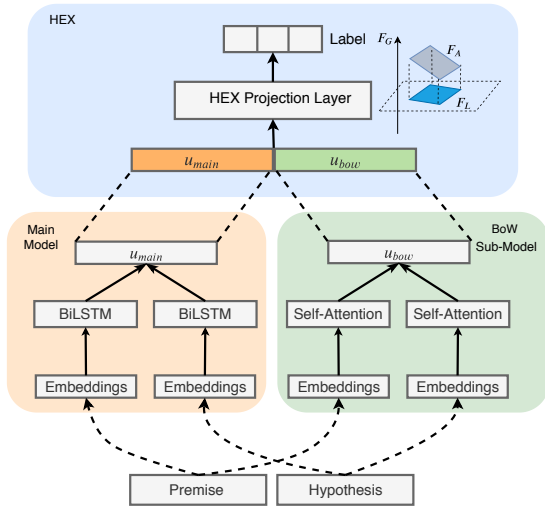 HEX
Label
F_G
F_A
HEX Projection Layer
F_L
u_main
u_bow
Main
Model
BoW
Sub-Model
u_main
u_bow
BiLSTM
BiLSTM
Self-Attention
Self-Attention
Embeddings
Embeddings
Embeddings
Embeddings
Premise
Hypothesis